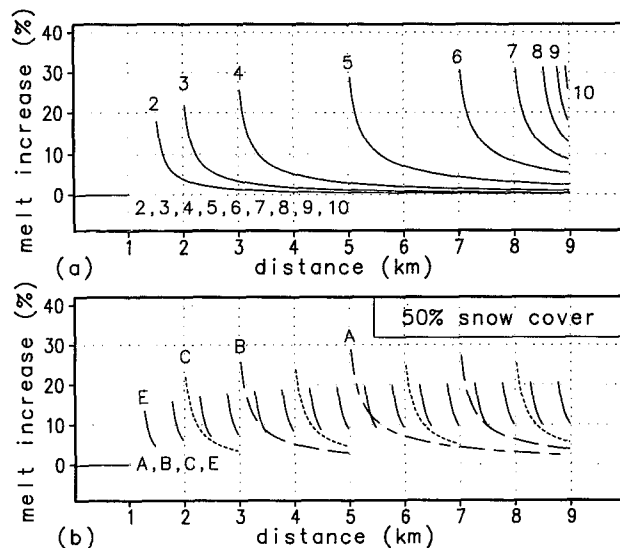 melt increase (%)
40
30
20
10
0
2
3
4
5
6
7
8
9
10
2,3,4,5,6,7,8,9,10
1 2 3 4 5 6 7 8 9
(a)
distance (km)
melt increase (%)
40
30
20
10
0
50% snow cover
A
B
C
E
A,B,C,E
1 2 3 4 5 6 7 8 9
(b)
distance (km)